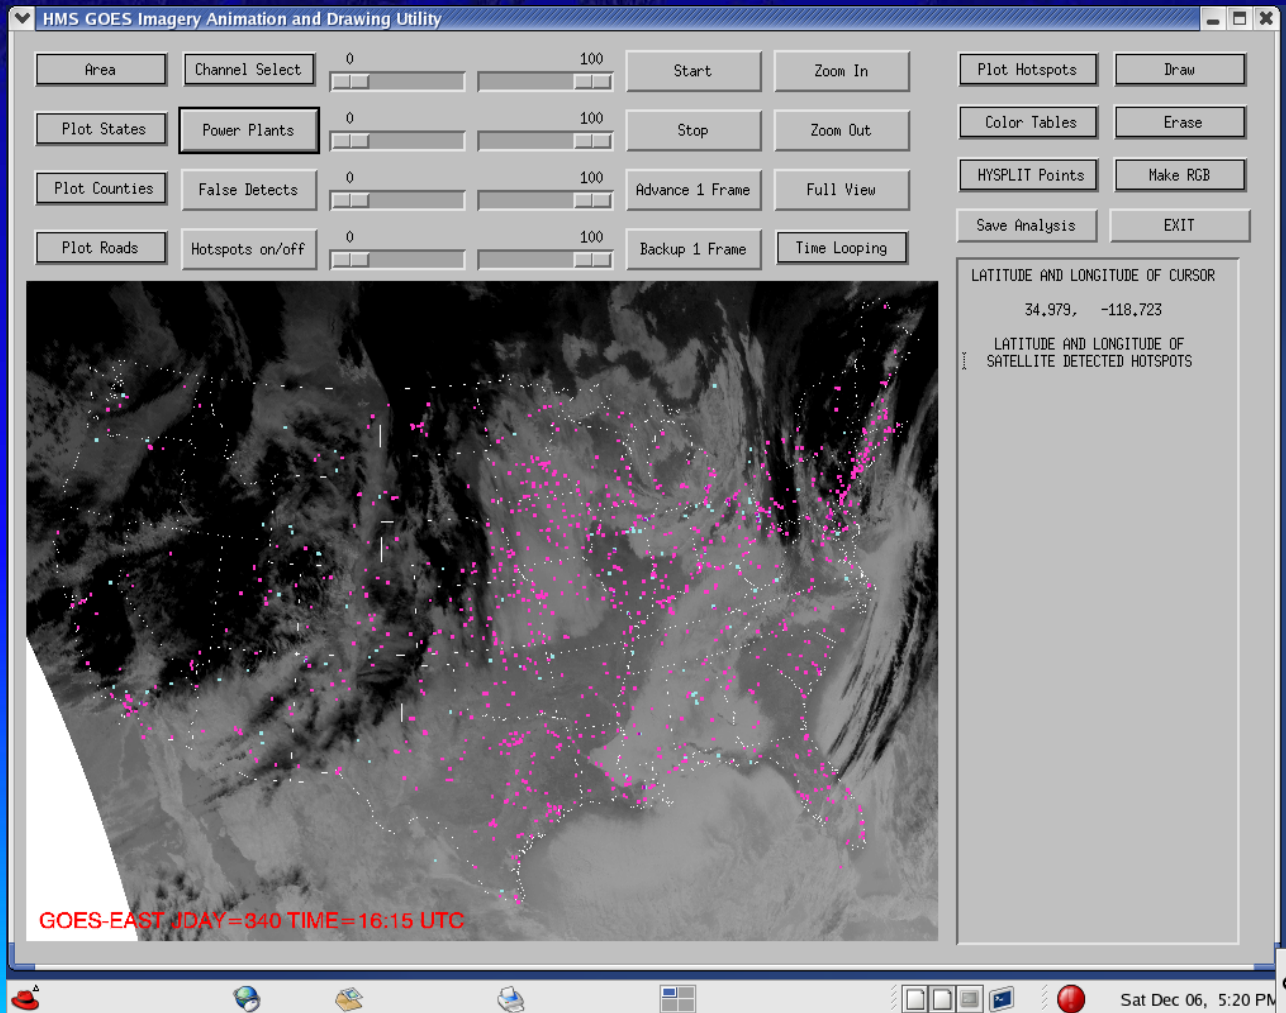 HMS GOES Imagery Animation and Drawing Utility
Area
Channel Select
0
100
Start
Zoom In
Plot Hotspots
Draw
Plot States
Power Plants
0
100
Stop
Zoom Out
Color Tables
Erase
Plot Counties
False Detects
0
100
Advance 1 Frame
Full View
HYSPLIT Points
Make RGB
Plot Roads
Hotspots on/off
0
100
Backup 1 Frame
Time Looping
Save Analysis
EXIT
LATITUDE AND LONGITUDE OF CURSOR
34.979, -118.723
LATITUDE AND LONGITUDE OF
SATELLITE DETECTED HOTSPOTS
GOES-EAST JDAY=340 TIME=16:15 UTC
Sat Dec 06, 5:20 PM